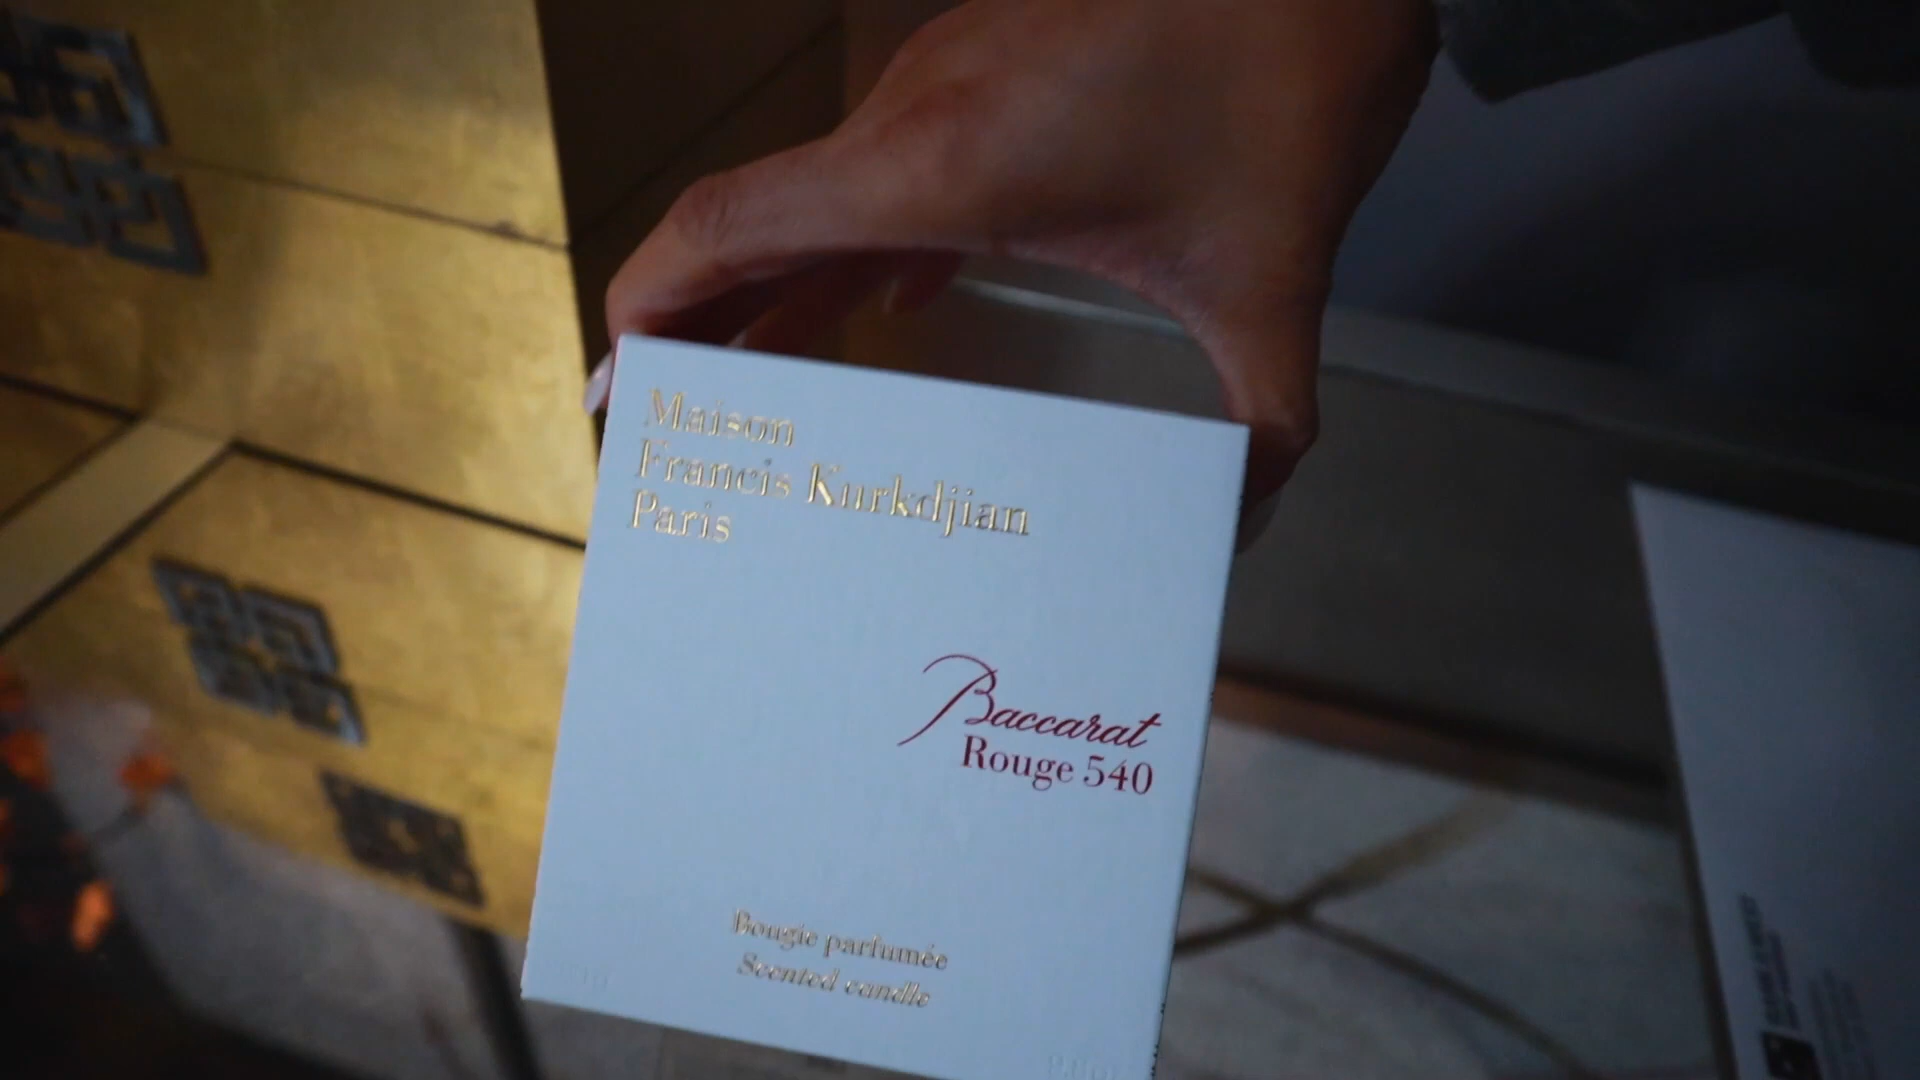 Maison
Francis Kurkdjian
Paris
Baccarat
Rouge 540
Bougie parfumée
Scented candle